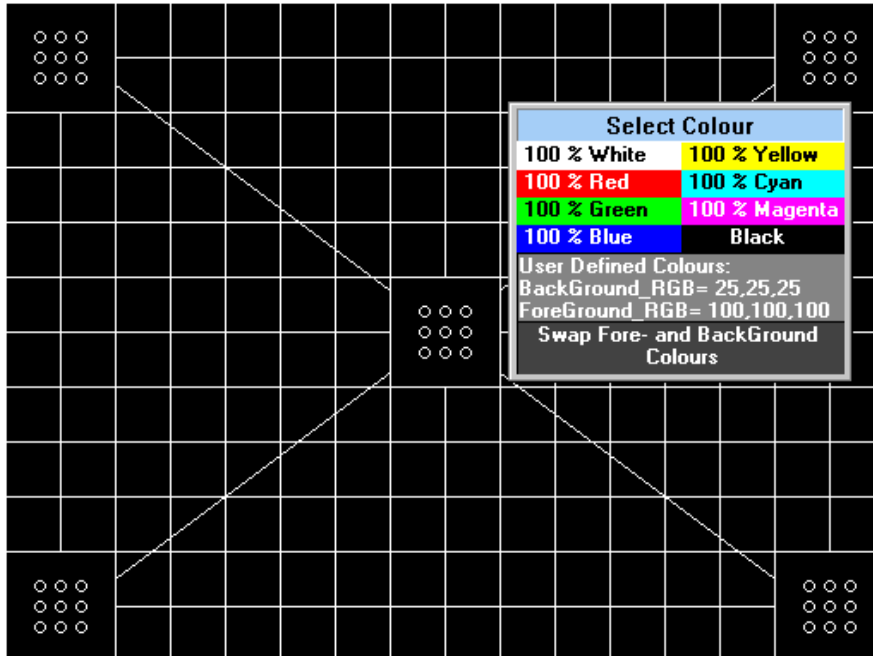 Select Colour
100 % White 100 % Yellow
100 % Red 100 % Cyan
100 % Green 100 % Magenta
100 % Blue Black
User Defined Colours:
BackGround_RGB= 25,25,25
ForeGround_RGB= 100,100,100
Swap Fore- and BackGround
Colours